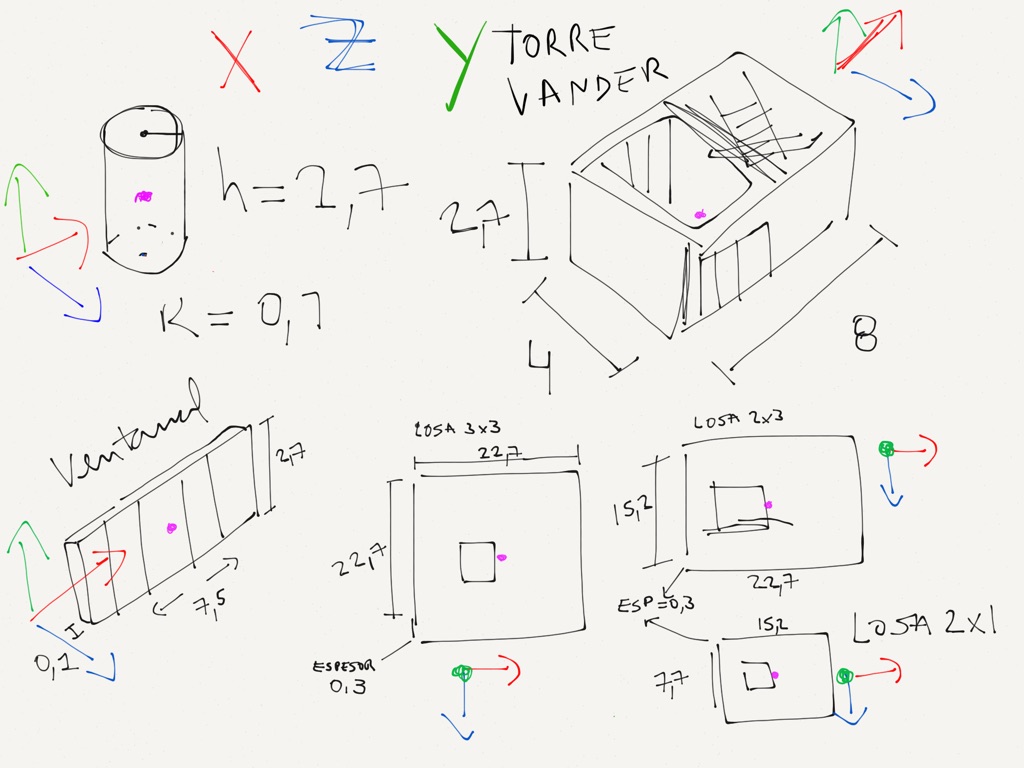 X Z Y TORRE
VANDER
h = 2,7
R = 0,7
2,7
4
8
Ventanal
2,7
7,5
0,1
LOSA 3x3
22,7
22,7
ESPESOR
0,3
LOSA 2x3
15,2
22,7
ESP=0,3
LOSA 2x1
15,2
7,7